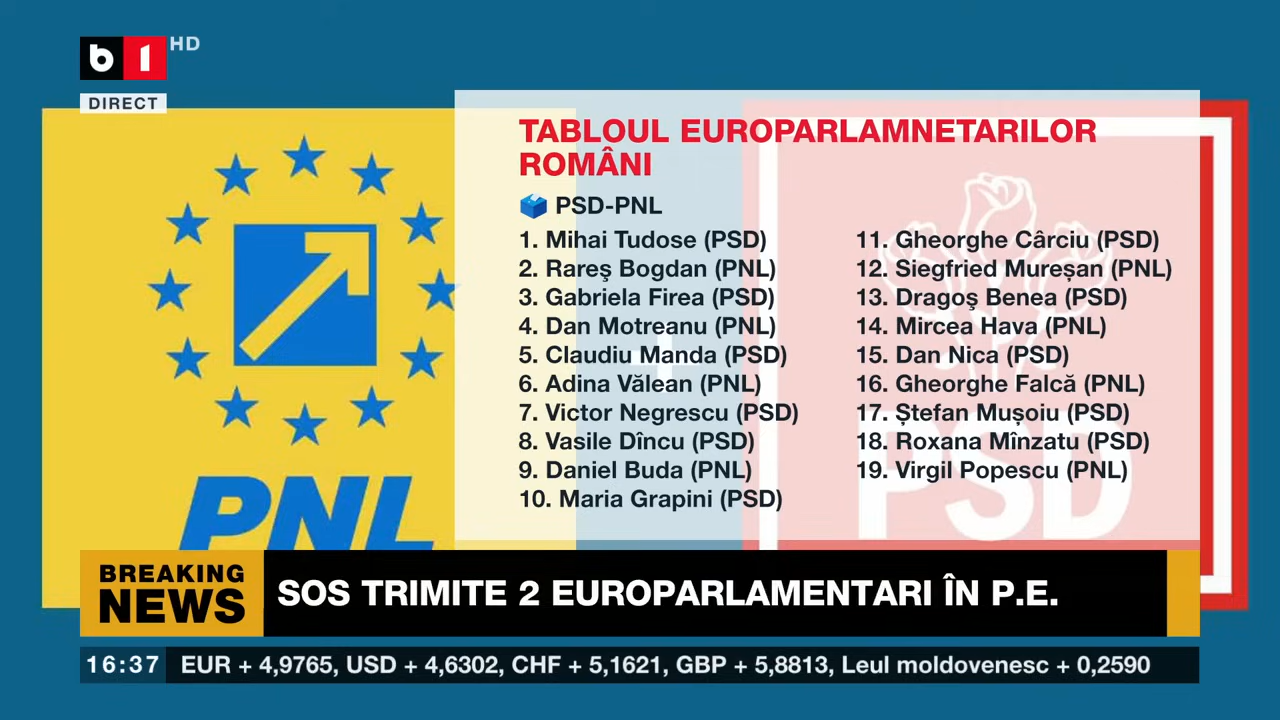 b1 HD
DIRECT
TABLOUL EUROPARLAMNETARILOR
ROMÂNI
PSD-PNL
1. Mihai Tudose (PSD)
2. Rareş Bogdan (PNL)
3. Gabriela Firea (PSD)
4. Dan Motreanu (PNL)
5. Claudiu Manda (PSD)
6. Adina Vălean (PNL)
7. Victor Negrescu (PSD)
8. Vasile Dîncu (PSD)
9. Daniel Buda (PNL)
10. Maria Grapini (PSD)
11. Gheorghe Cârciu (PSD)
12. Siegfried Mureșan (PNL)
13. Dragoş Benea (PSD)
14. Mircea Hava (PNL)
15. Dan Nica (PSD)
16. Gheorghe Falcă (PNL)
17. Ștefan Mușoiu (PSD)
18. Roxana Mînzatu (PSD)
19. Virgil Popescu (PNL)
PNL
PSD
BREAKING
NEWS
SOS TRIMITE 2 EUROPARLAMENTARI ÎN P.E.
16:37 EUR + 4,9765, USD + 4,6302, CHF + 5,1621, GBP + 5,8813, Leul moldovenesc + 0,2590